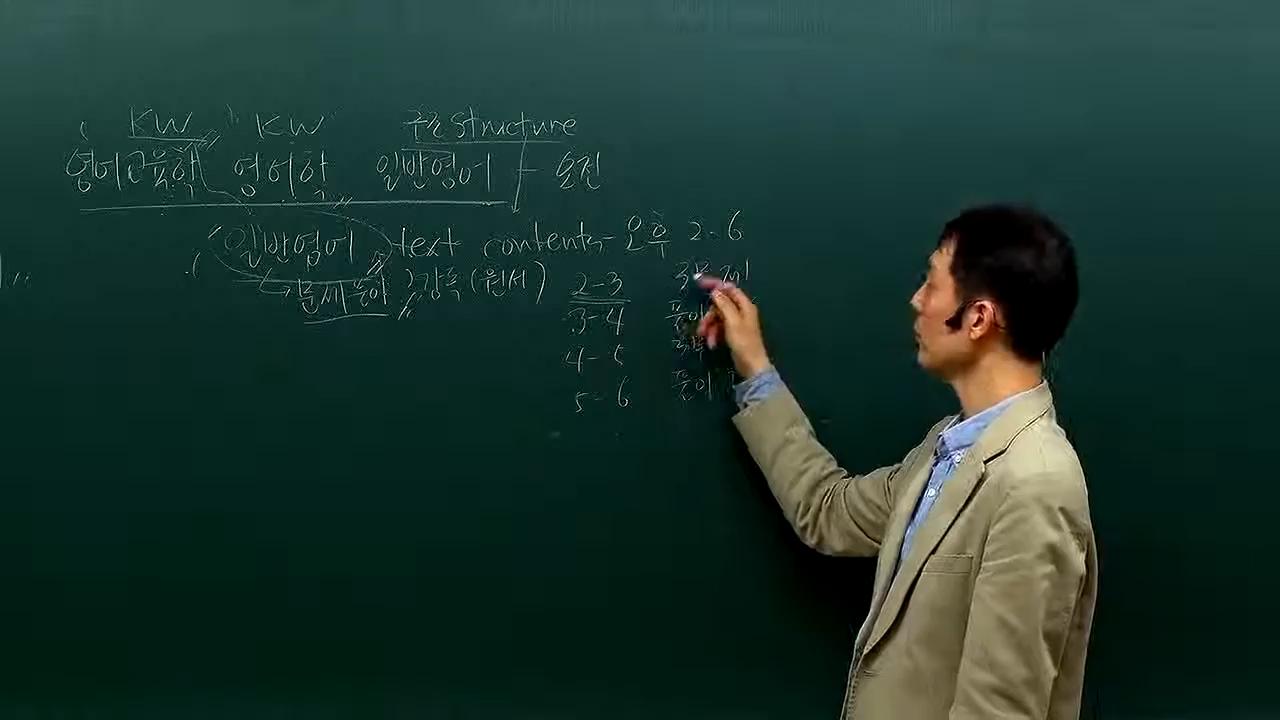 KW KW 구조 structure
영어교육학 영어학 일반영어 - 오전
일반영어 text contents - 오후 2-6
문제풀이 감독 (원서)
2-3
3-4 풀이
4-5
5-6 풀이